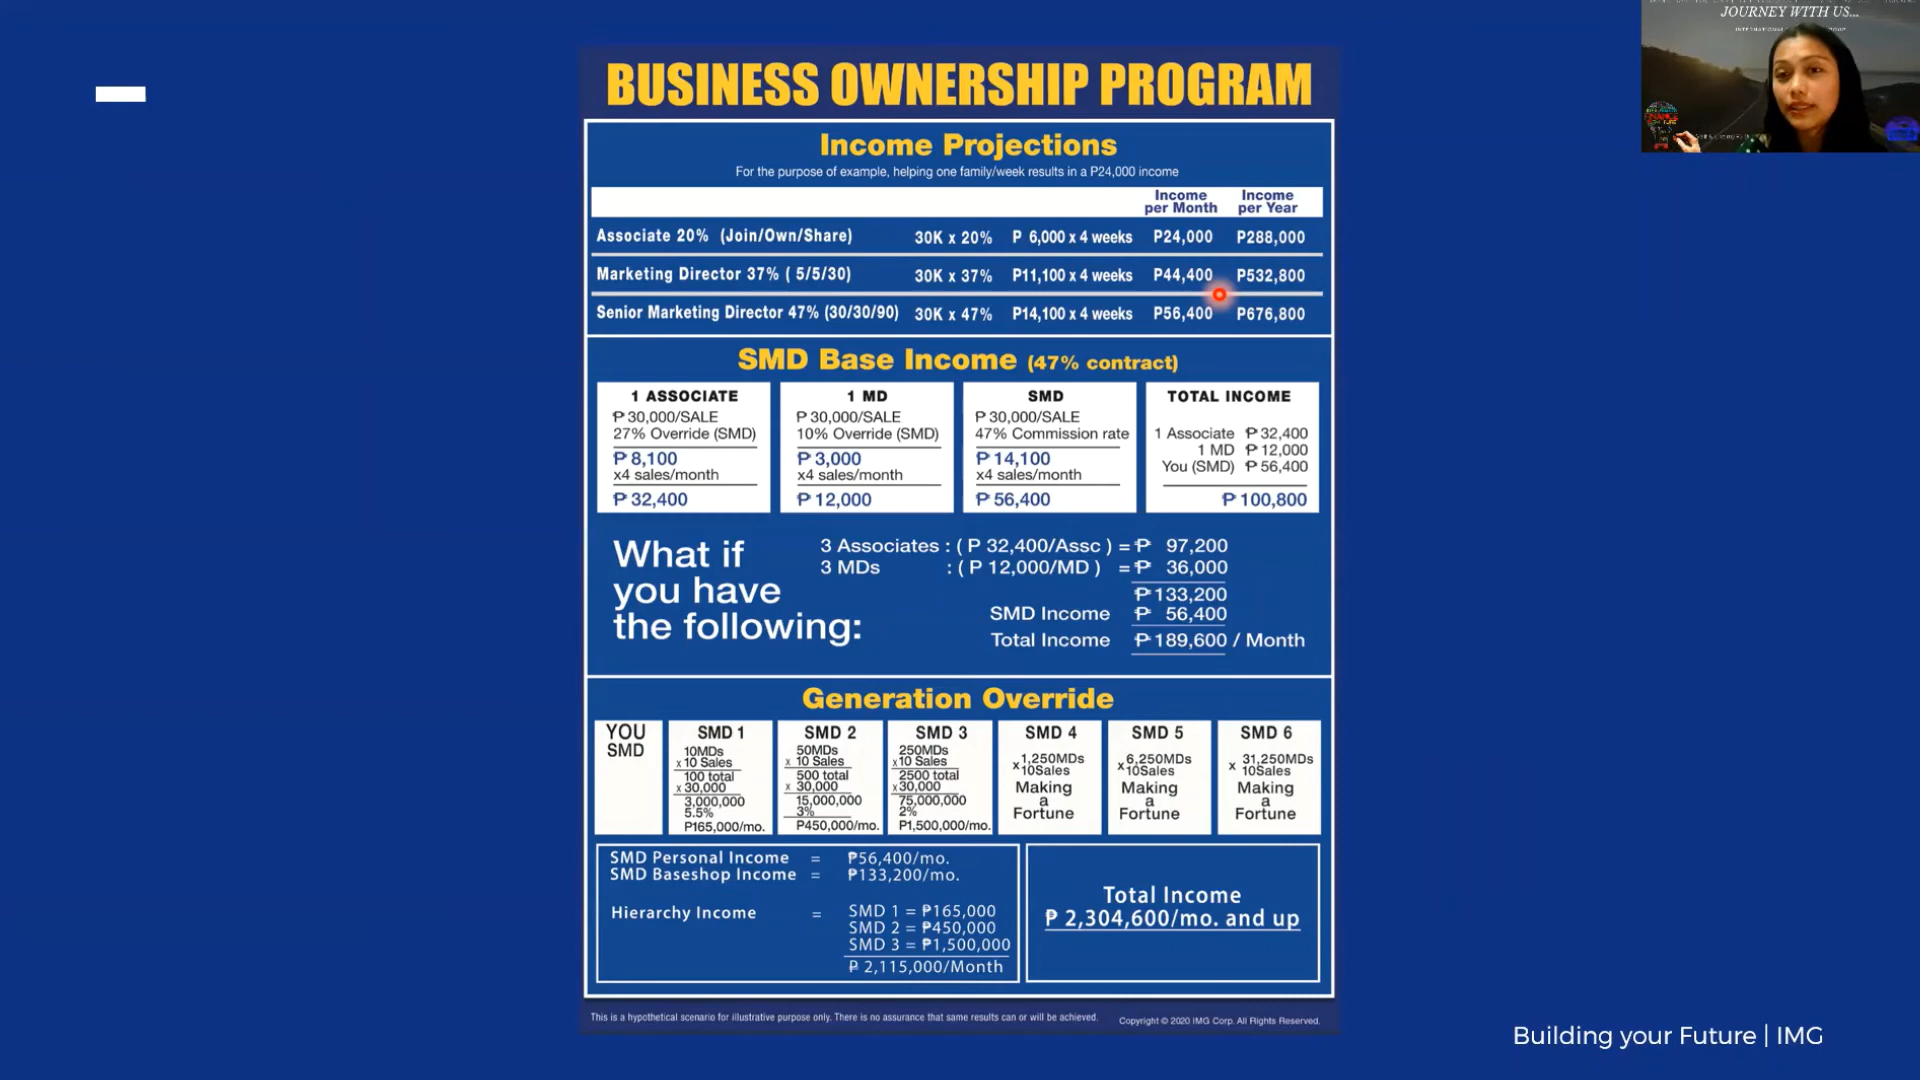 JOURNEY WITH US...
BUSINESS OWNERSHIP PROGRAM
Income Projections
For the purpose of example, helping one family/week results in a P24,000 income
Income per Month Income per Year
Associate 20% (Join/Own/Share) 30K x 20% P 6,000 x 4 weeks P24,000 P288,000
Marketing Director 37% ( 5/5/30) 30K x 37% P11,100 x 4 weeks P44,400 P532,800
Senior Marketing Director 47% (30/30/90) 30K x 47% P14,100 x 4 weeks P56,400 P676,800
SMD Base Income (47% contract)
1 ASSOCIATE
₱ 30,000/SALE
27% Override (SMD)
₱ 8,100
x4 sales/month
₱ 32,400
1 MD
₱ 30,000/SALE
10% Override (SMD)
₱ 3,000
x4 sales/month
₱ 12,000
SMD
₱ 30,000/SALE
47% Commission rate
₱ 14,100
x4 sales/month
₱ 56,400
TOTAL INCOME
1 Associate ₱ 32,400
1 MD ₱ 12,000
You (SMD) ₱ 56,400
₱ 100,800
What if
you have
the following:
3 Associates : ( P 32,400/Assc ) = ₱ 97,200
3 MDs : ( P 12,000/MD ) = ₱ 36,000
₱ 133,200
SMD Income ₱ 56,400
Total Income ₱ 189,600 / Month
Generation Override
YOU
SMD
SMD 1
10MDs
x 10 Sales
100 total
x 30,000
3,000,000
5.5%
P165,000/mo.
SMD 2
50MDs
x 10 Sales
500 total
x 30,000
15,000,000
3%
P450,000/mo.
SMD 3
250MDs
x 10 Sales
2500 total
x 30,000
75,000,000
2%
P1,500,000/mo.
SMD 4
x 1,250MDs
10Sales
Making
a
Fortune
SMD 5
x 6,250MDs
10Sales
Making
a
Fortune
SMD 6
x 31,250MDs
10Sales
Making
a
Fortune
SMD Personal Income = ₱56,400/mo.
SMD Baseshop Income = ₱133,200/mo.
Hierarchy Income = SMD 1 = ₱165,000
SMD 2 = ₱450,000
SMD 3 = ₱1,500,000
₱ 2,115,000/Month
Total Income
₱ 2,304,600/mo. and up
This is a hypothetical scenario for illustrative purpose only. There is no assurance that same results can or will be achieved.
Copyright © 2020 IMG Corp. All Rights Reserved.
Building your Future | IMG